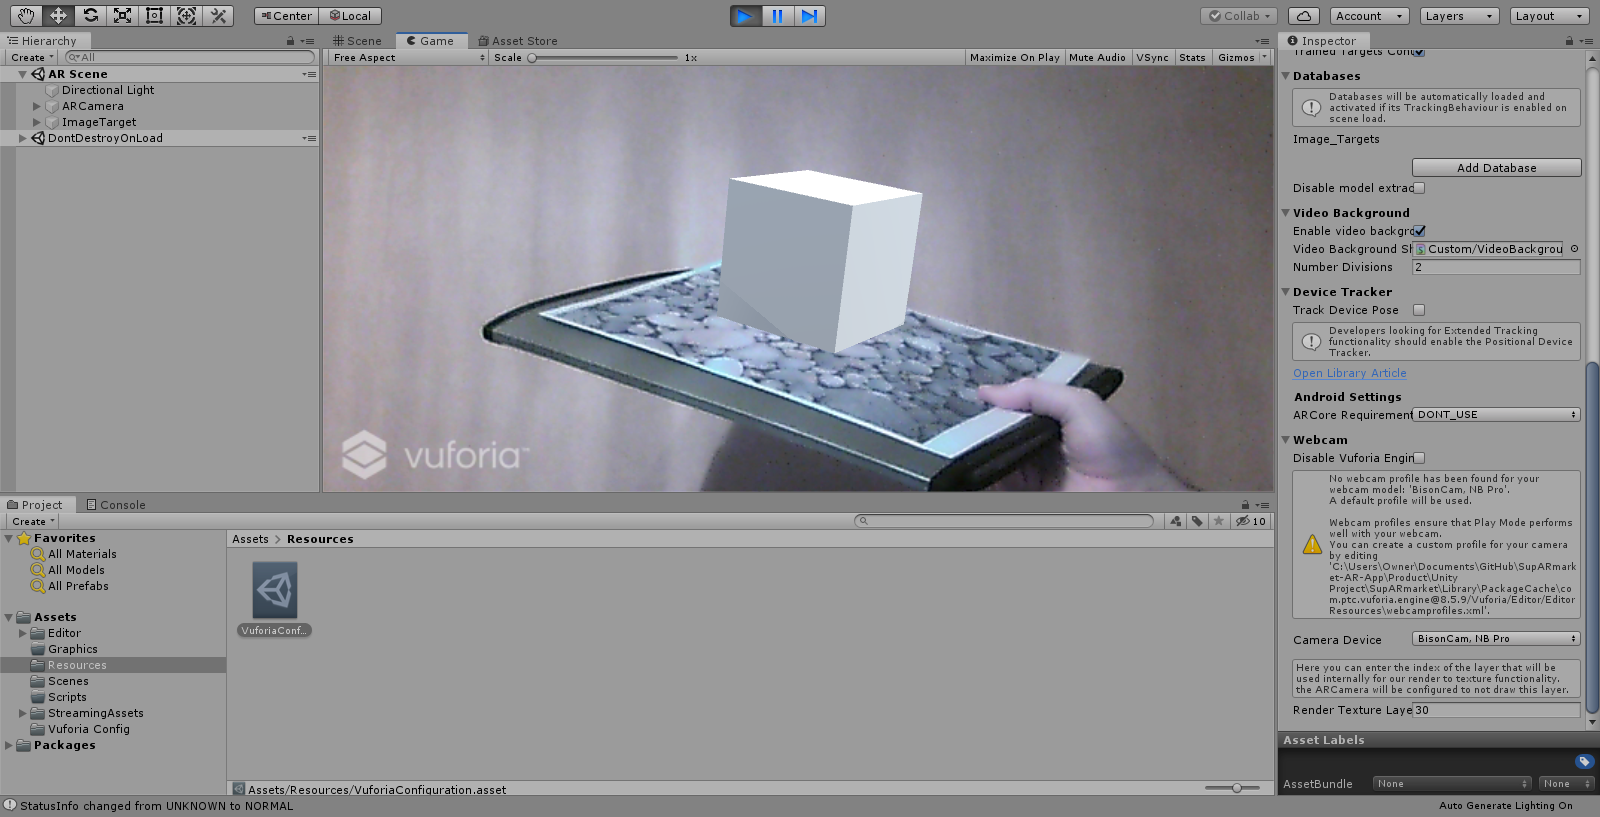 Center
Local
Collab
Account
Layers
Layout
Hierarchy
Create
All
AR Scene
Directional Light
ARCamera
ImageTarget
DontDestroyOnLoad
Scene
Game
Asset Store
Free Aspect
Scale
1x
Maximize On Play
Mute Audio
VSync
Stats
Gizmos
vuforia™
Inspector
Trained Targets Cont
Databases
Databases will be automatically loaded and
activated if its TrackingBehaviour is enabled on
scene load.
Image_Targets
Add Database
Disable model extrac
Video Background
Enable video backgro
Video Background Sh
Custom/VideoBackgrou
Number Divisions
2
Device Tracker
Track Device Pose
Developers looking for Extended Tracking
functionality should enable the Positional Device
Tracker.
Open Library Article
Android Settings
ARCore Requirement
DONT_USE
Webcam
Disable Vuforia Engin
No webcam profile has been found for your
webcam model: 'BisonCam, NB Pro'.
A default profile will be used.
Webcam profiles ensure that Play Mode performs
well with your webcam.
You can create a custom profile for your camera
by editing
'C:\Users\Owner\Documents\GitHub\SupARmark
et-AR-App\Product\Unity
Project\SupARmarket\Library\PackageCache\co
m.ptc.vuforia.engine@8.5.9/Vuforia/Editor/Editor
Resources\webcamprofiles.xml'.
Camera Device
BisonCam, NB Pro
Here you can enter the index of the layer that will be
used internally for our render to texture functionality.
the ARCamera will be configured to not draw this layer.
Render Texture Laye
30
Asset Labels
AssetBundle
None
None
Project
Console
Create
10
Favorites
All Materials
All Models
All Prefabs
Assets
Editor
Graphics
Resources
Scenes
Scripts
StreamingAssets
Vuforia Config
Packages
Assets > Resources
VuforiaConf...
Assets/Resources/VuforiaConfiguration.asset
StatusInfo changed from UNKNOWN to NORMAL
Auto Generate Lighting On